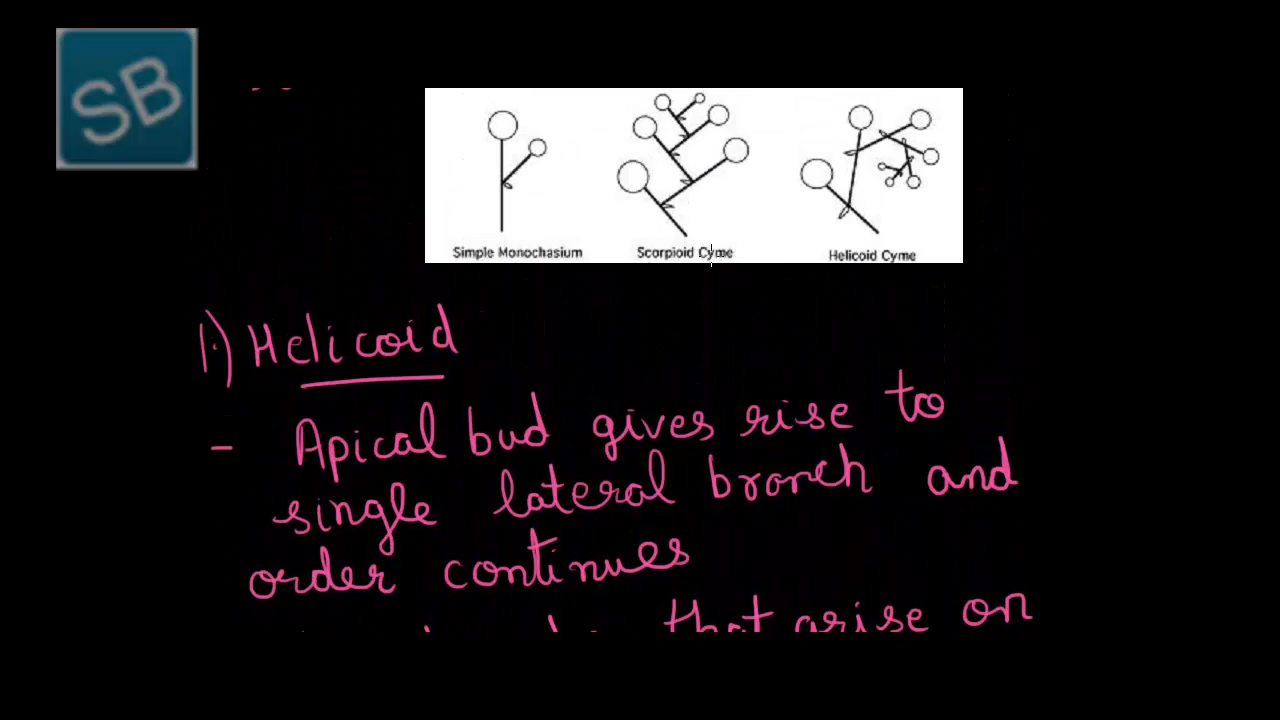 SB
Simple Monochasium Scorpioid Cyme Helicoid Cyme
1.) Helicoid
- Apical bud gives rise to
single lateral branch and
order continues
that arise on